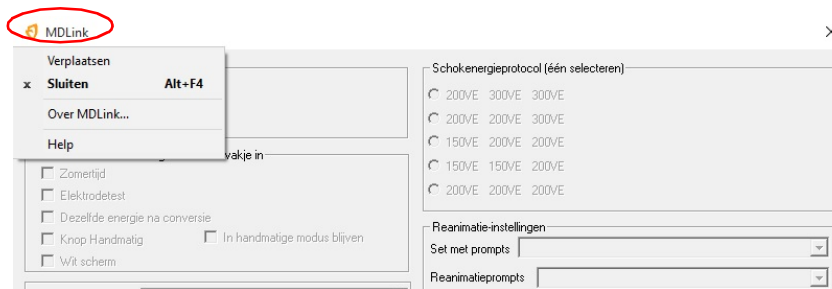 MDLink
Verplaatsen
x Sluiten Alt+F4
Over MDLink...
Help
vakje in
Zomertijd
Elektrodetest
Dezelfde energie na conversie
Knop Handmatig In handmatige modus blijven
Wit scherm
Schokenergieprotocol (één selecteren)
200VE 300VE 300VE
200VE 200VE 300VE
150VE 200VE 200VE
150VE 150VE 200VE
200VE 200VE 200VE
Reanimatie-instellingen
Set met prompts
Reanimatieprompts